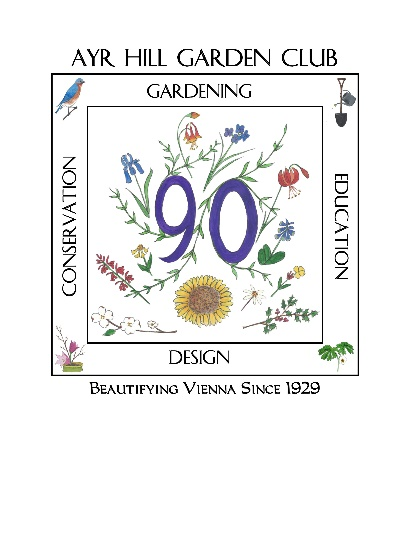 AYR HILL GARDEN CLUB
GARDENING
CONSERVATION
EDUCATION
90
DESIGN
BEAUTIFYING VIENNA SINCE 1929